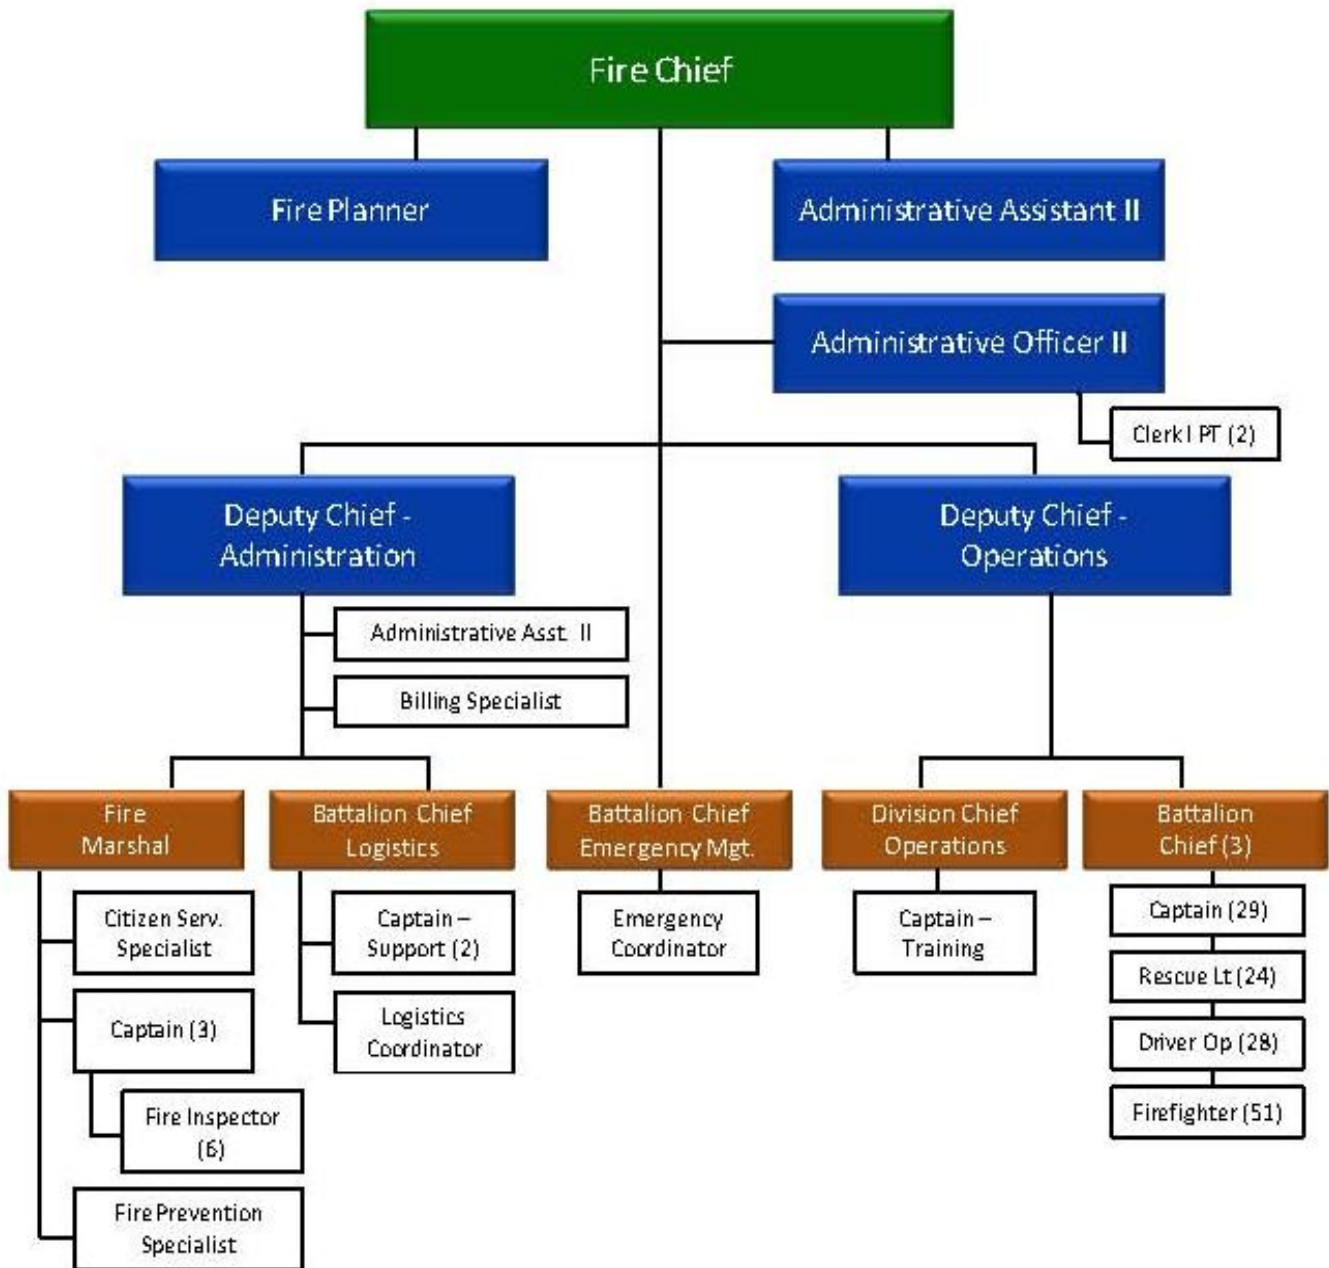 Fire Chief
Fire Planner
Administrative Assistant II
Administrative Officer II
Clerk I PT (2)
Deputy Chief -
Administration
Deputy Chief -
Operations
Administrative Asst. II
Billing Specialist
Fire
Marshal
Battalion Chief
Logistics
Battalion Chief
Emergency Mgt.
Division Chief
Operations
Battalion
Chief (3)
Citizen Serv.
Specialist
Captain (3)
Fire Inspector
(6)
Fire Prevention
Specialist
Captain –
Support (2)
Logistics
Coordinator
Emergency
Coordinator
Captain –
Training
Captain (29)
Rescue Lt (24)
Driver Op (28)
Firefighter (51)